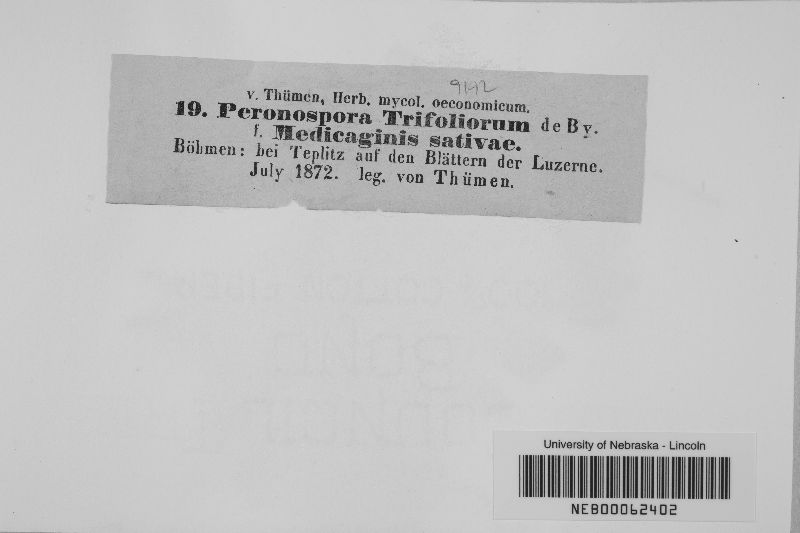 9192
v. Thümen, Herb. mycol. oeconomicum.
19. Peronospora Trifoliorum de By.
f. Medicaginis sativae.
Böhmen: bei Teplitz auf den Blättern der Luzerne.
July 1872. leg. von Thümen.
University of Nebraska - Lincoln
NEB00062402